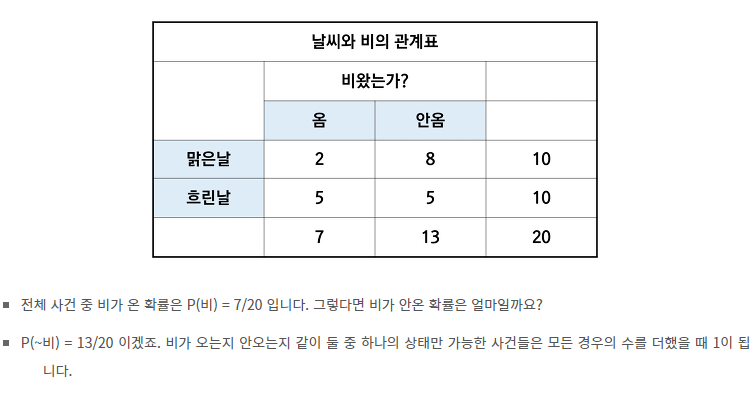 날씨와 비의 관계표
비왔는가?
옴 안옴
맑은날 2 8 10
흐린날 5 5 10
7 13 20
전체 사건 중 비가 온 확률은 P(비) = 7/20 입니다. 그렇다면 비가 안온 확률은 얼마일까요?
P(~비) = 13/20 이겠죠. 비가 오는지 안오는지 같이 둘 중 하나의 상태만 가능한 사건들은 모든 경우의 수를 더했을 때 1이 됩
니다.